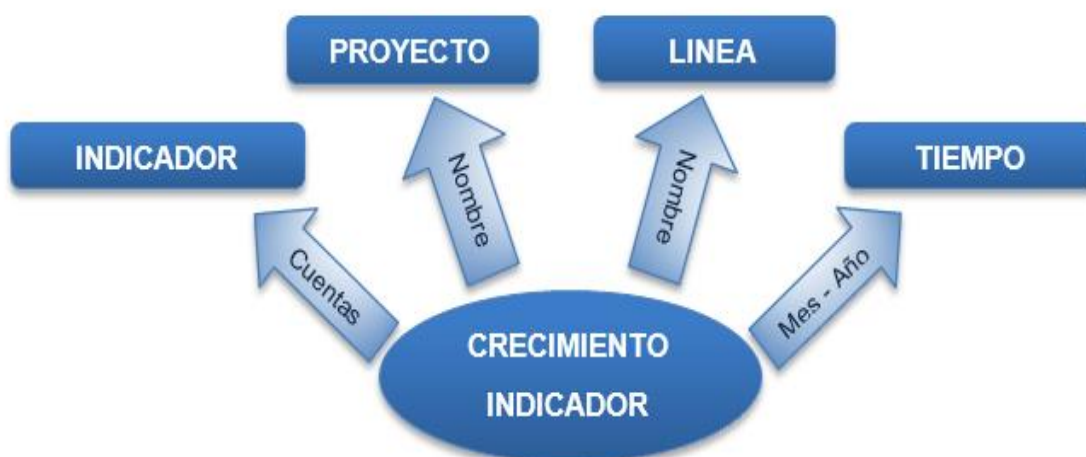 PROYECTO
LINEA
INDICADOR
TIEMPO
Cuentas
Nombre
Nombre
Mes - Año
CRECIMIENTO
INDICADOR